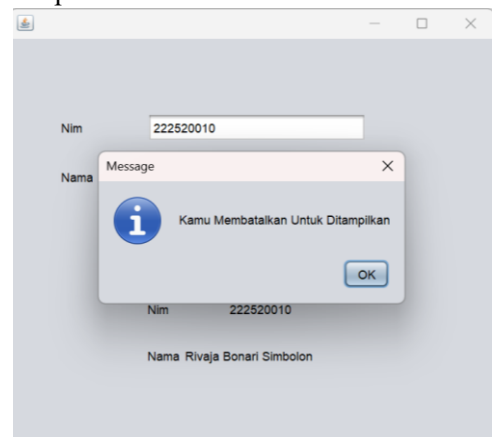 Nim 222520010
Nama
Message
Kamu Membatalkan Untuk Ditampilkan
OK
Nim 222520010
Nama Rivaja Bonari Simbolon